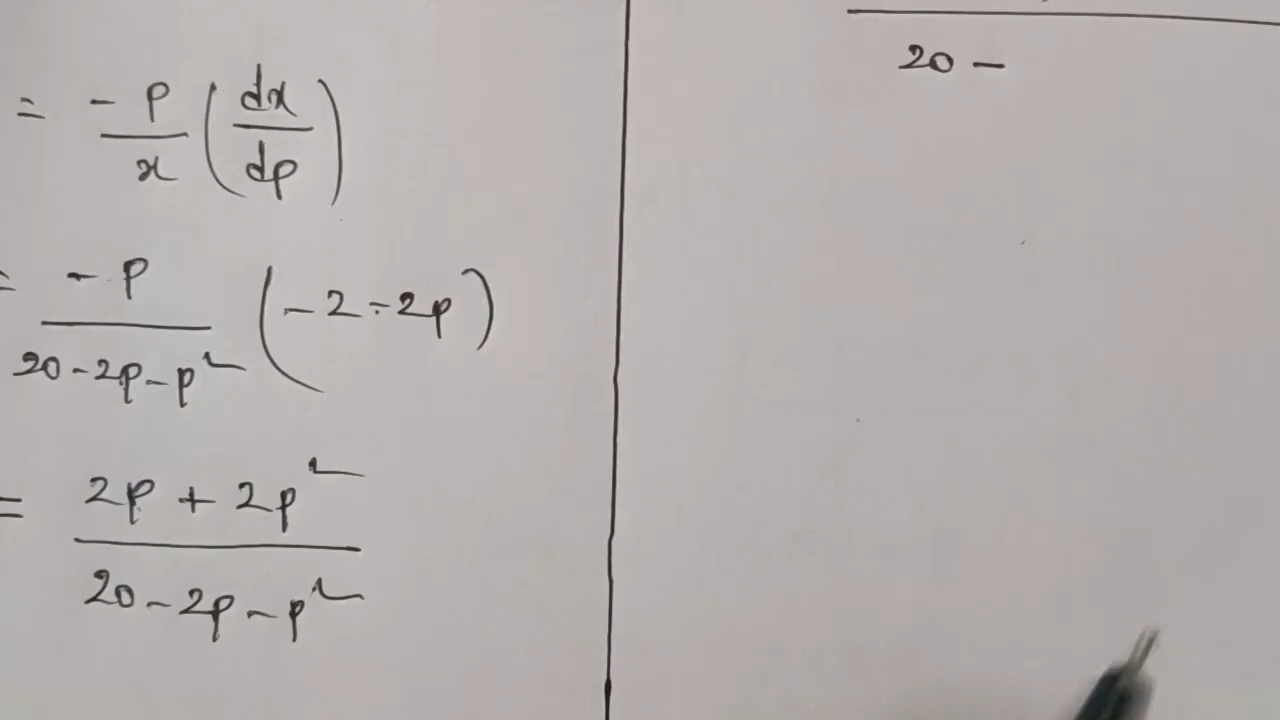 = -p/x (dx/dp)
= -p/(20-2p-p²) (-2-2p)
= (2p+2p²)/(20-2p-p²)
20 -